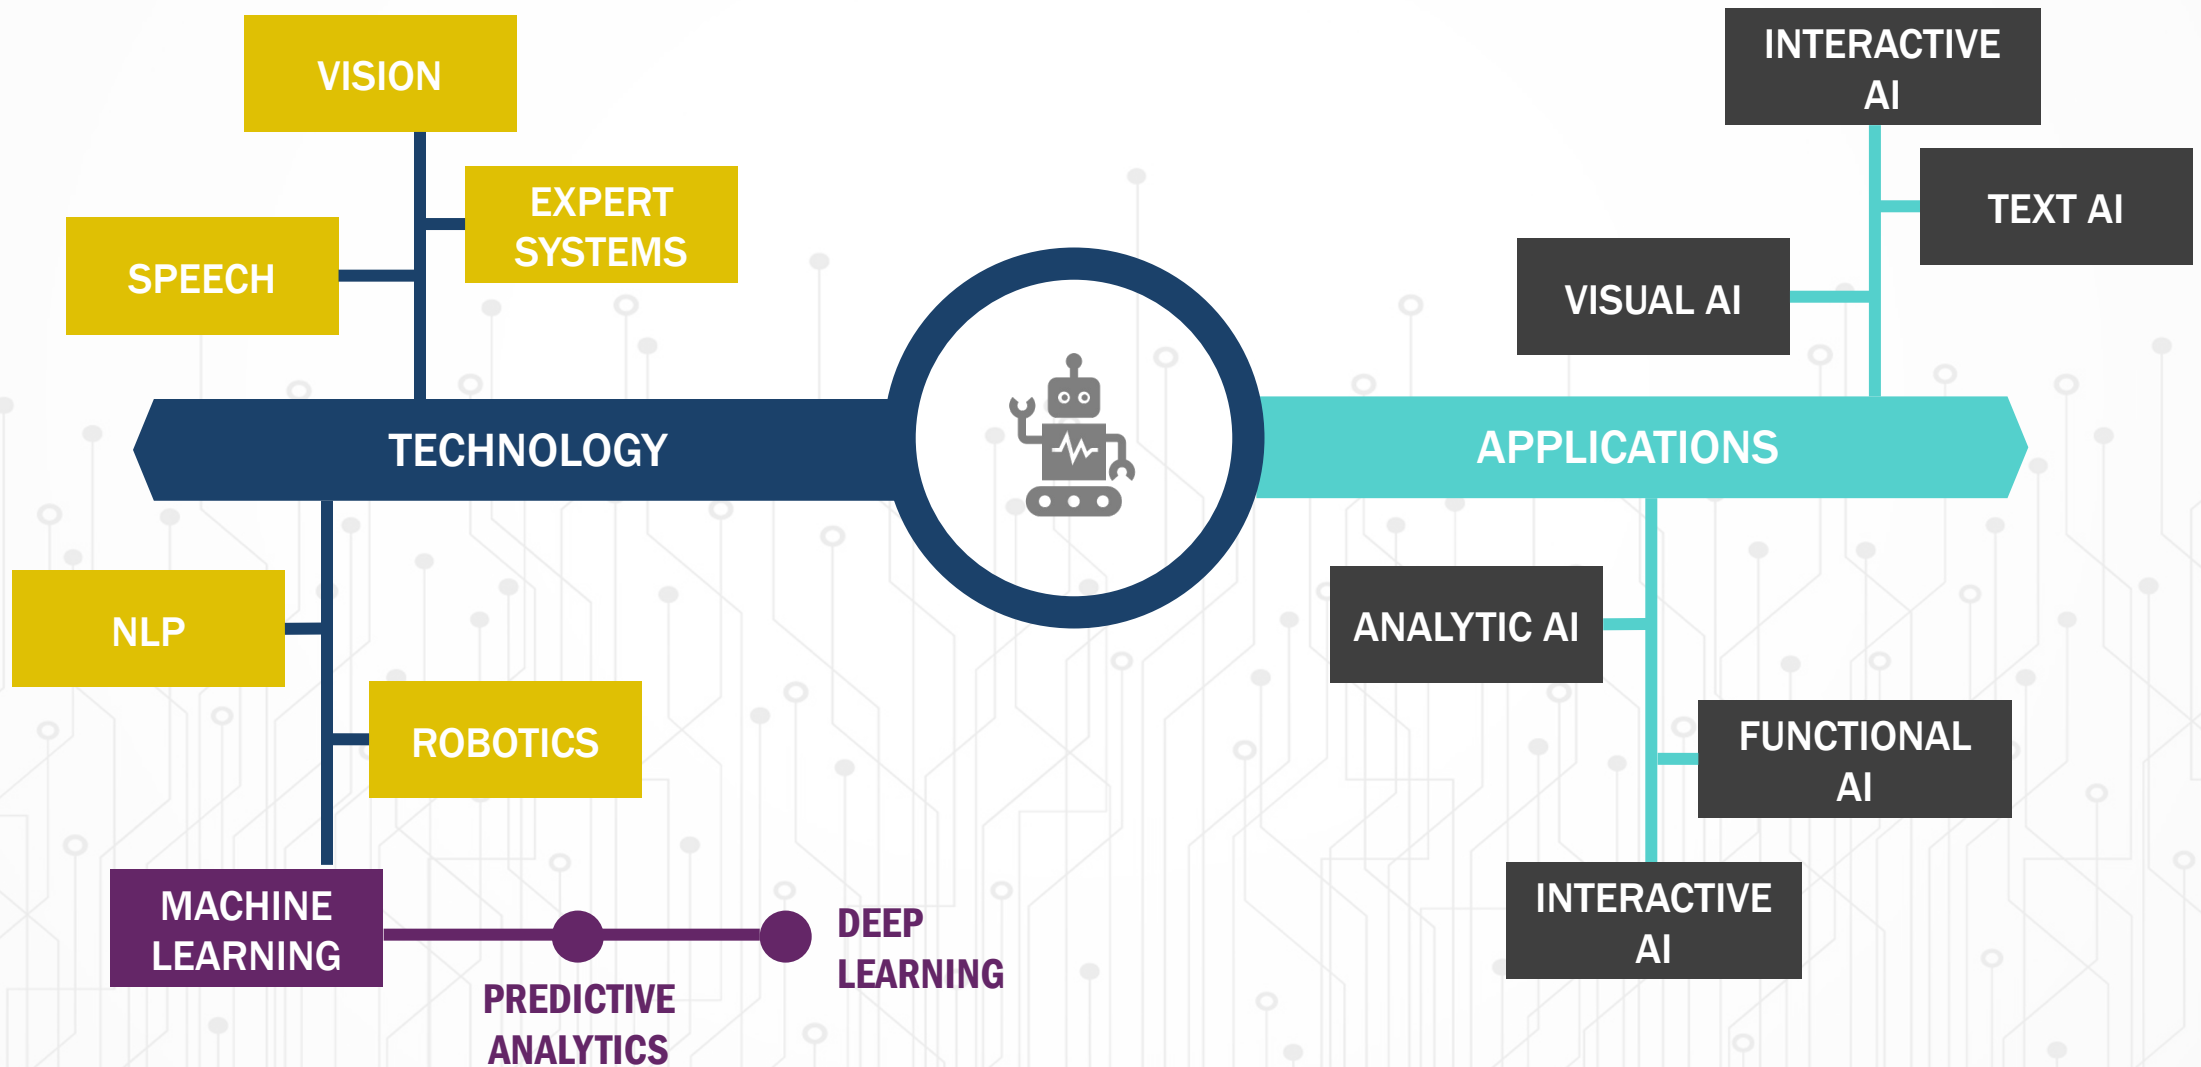 VISION
EXPERT
SYSTEMS
SPEECH
TECHNOLOGY
NLP
ROBOTICS
MACHINE
LEARNING
PREDICTIVE
ANALYTICS
DEEP
LEARNING
INTERACTIVE
AI
TEXT AI
VISUAL AI
APPLICATIONS
ANALYTIC AI
FUNCTIONAL
AI
INTERACTIVE
AI